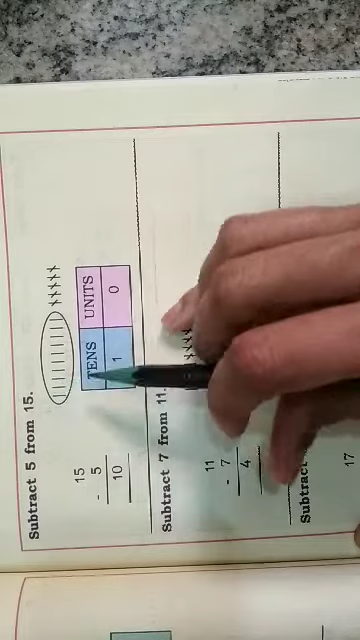 Subtract 5 from 15.
15
- 5
10
TENS UNITS
1 0
Subtract 7 from 11.
11
- 7
4
Subtract
17